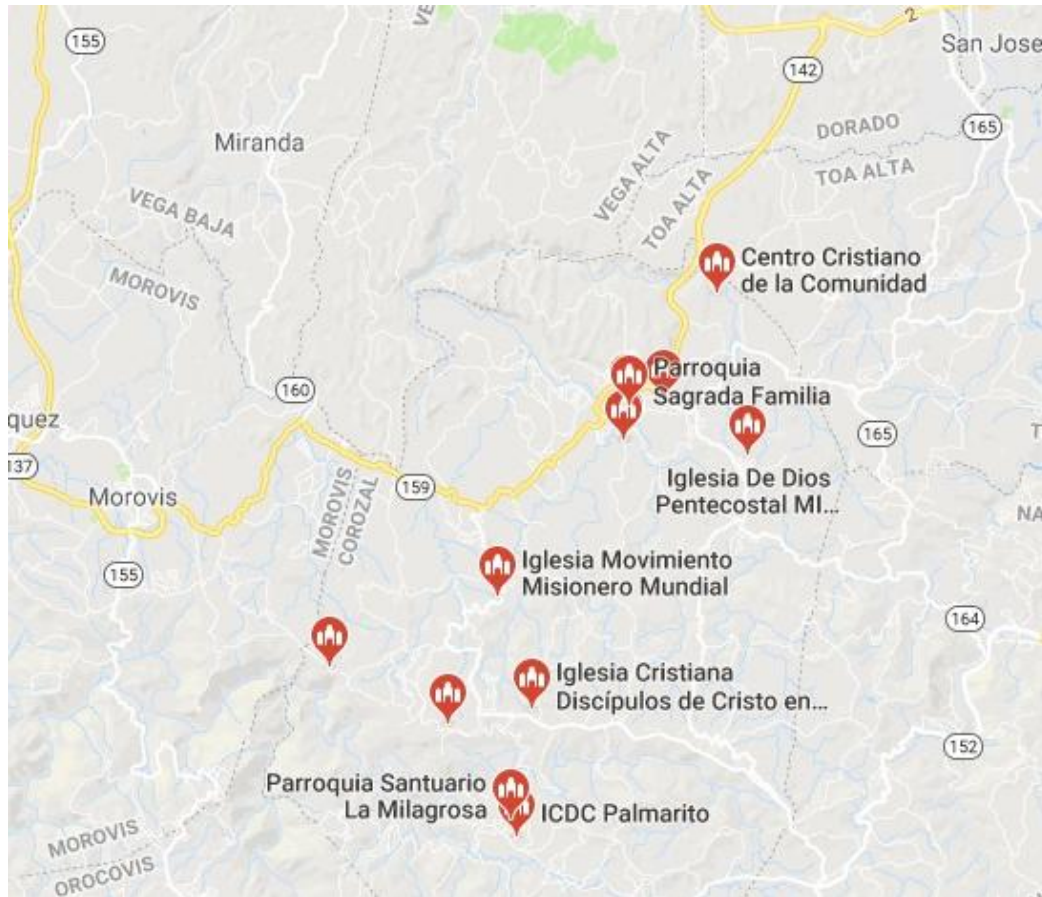 155
VE
2
San Jose
142
Miranda
165
DORADO
VEGA ALTA
TOA ALTA
TOA ALTA
VEGA BAJA
MOROVIS
Centro Cristiano
de la Comunidad
Parroquia
Sagrada Familia
160
quez
165
T
137
159
Iglesia De Dios
Pentecostal MI...
Morovis
MOROVIS
COROZAL
NA
155
Iglesia Movimiento
Misionero Mundial
164
Iglesia Cristiana
Discípulos de Cristo en...
152
Parroquia Santuario
La Milagrosa
ICDC Palmarito
MOROVIS
OROCOVIS